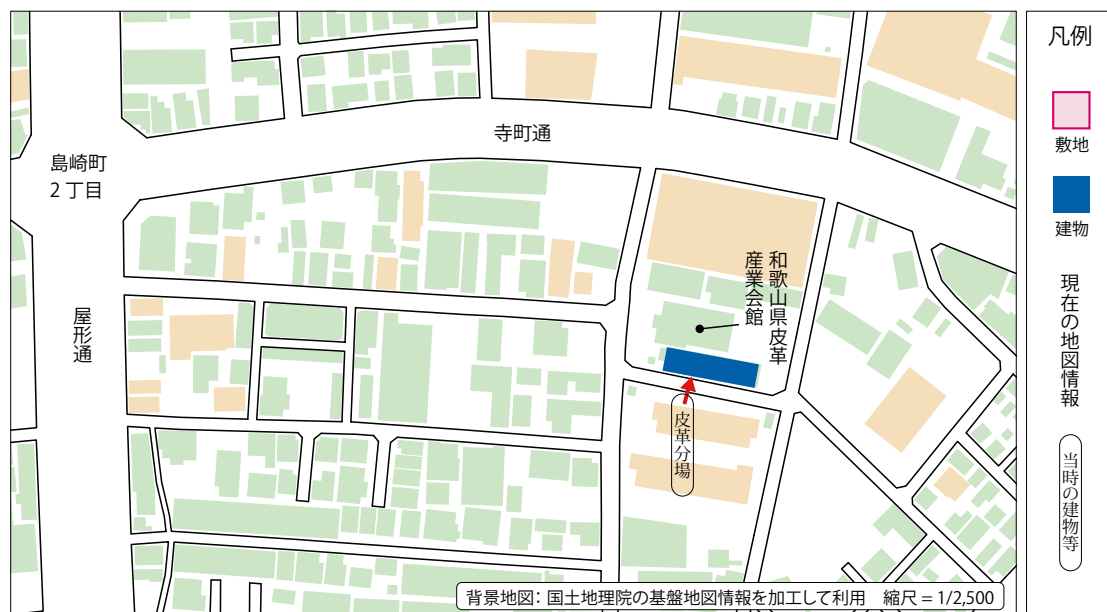 寺町通
島崎町
2 丁目
屋形通
和歌山県皮革
産業会館
皮革分場
背景地図：国土地理院の基盤地図情報を加工して利用　縮尺＝1/2,500
凡例
敷地
建物
現在の地図情報
当時の建物等